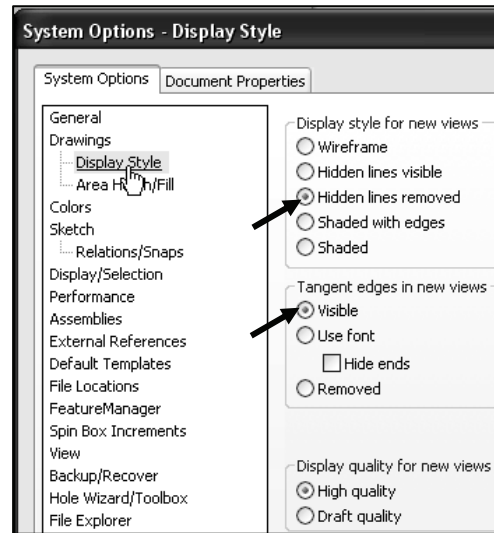 System Options - Display Style
System Options
Document Properties
General
Drawings
Display Style
Area Hatch/Fill
Colors
Sketch
Relations/Snaps
Display/Selection
Performance
Assemblies
External References
Default Templates
File Locations
FeatureManager
Spin Box Increments
View
Backup/Recover
Hole Wizard/Toolbox
File Explorer
Display style for new views
Wireframe
Hidden lines visible
Hidden lines removed
Shaded with edges
Shaded
Tangent edges in new views
Visible
Use font
Hide ends
Removed
Display quality for new views
High quality
Draft quality